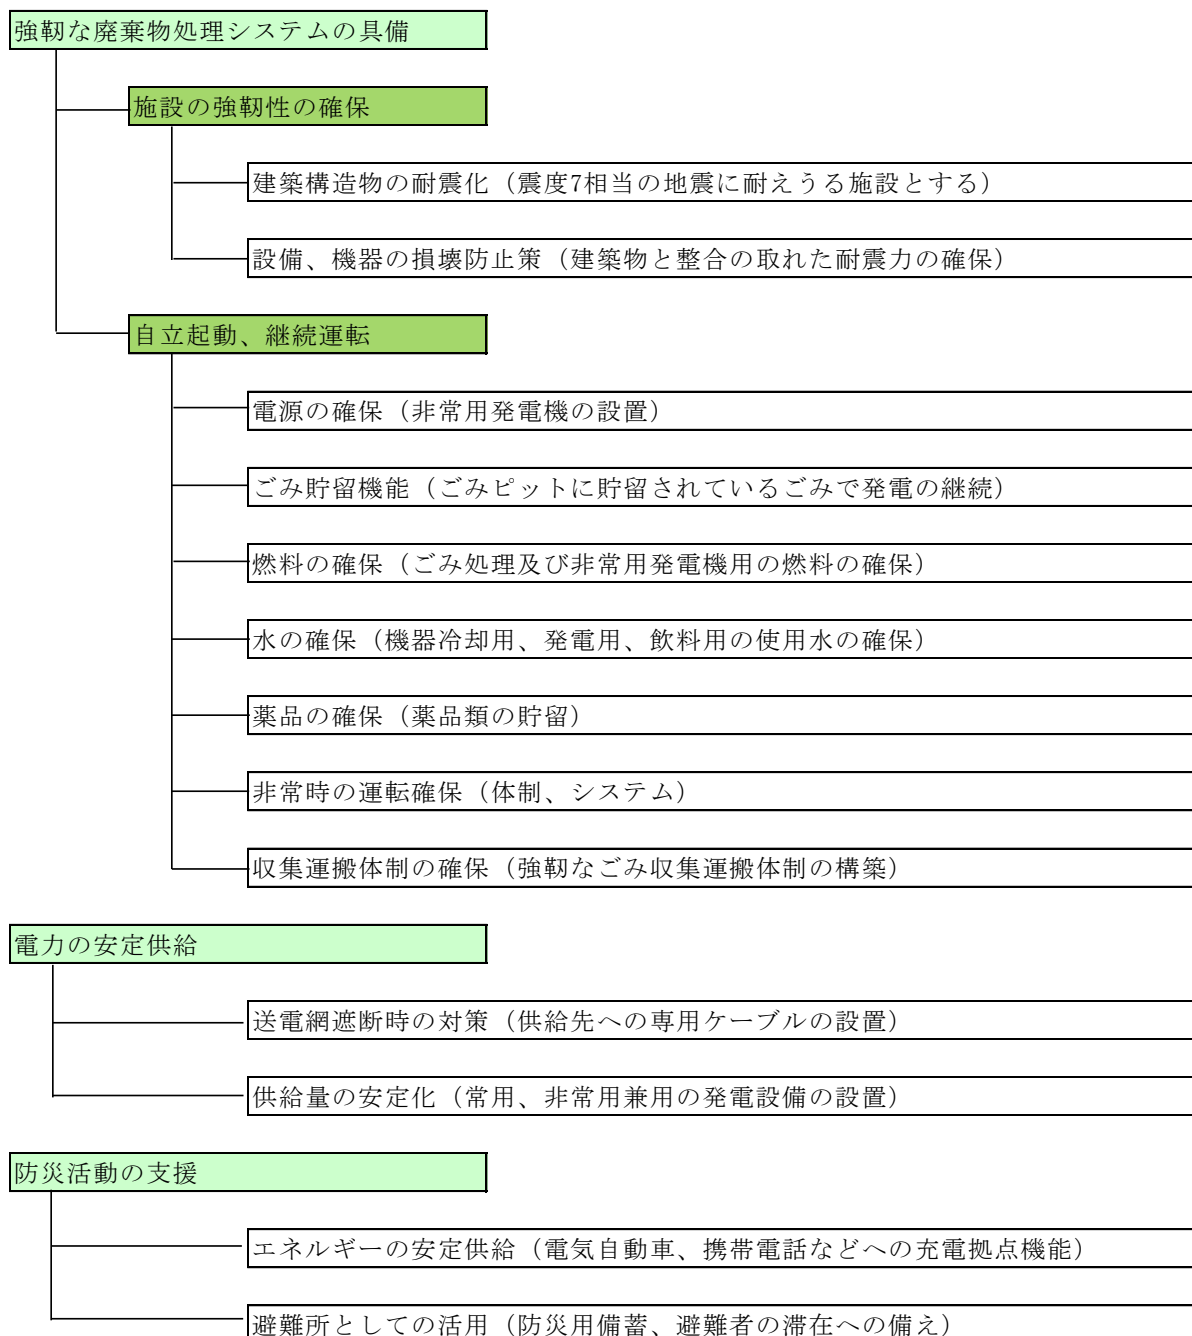 強靭な廃棄物処理システムの具備
施設の強靭性の確保
建築構造物の耐震化（震度7相当の地震に耐えうる施設とする）
設備、機器の損壊防止策（建築物と整合の取れた耐震力の確保）
自立起動、継続運転
電源の確保（非常用発電機の設置）
ごみ貯留機能（ごみピットに貯留されているごみで発電の継続）
燃料の確保（ごみ処理及び非常用発電機用の燃料の確保）
水の確保（機器冷却用、発電用、飲料用の使用水の確保）
薬品の確保（薬品類の貯留）
非常時の運転確保（体制、システム）
収集運搬体制の確保（強靭なごみ収集運搬体制の構築）
電力の安定供給
送電網遮断時の対策（供給先への専用ケーブルの設置）
供給量の安定化（常用、非常用兼用の発電設備の設置）
防災活動の支援
エネルギーの安定供給（電気自動車、携帯電話などへの充電拠点機能）
避難所としての活用（防災用備蓄、避難者の滞在への備え）